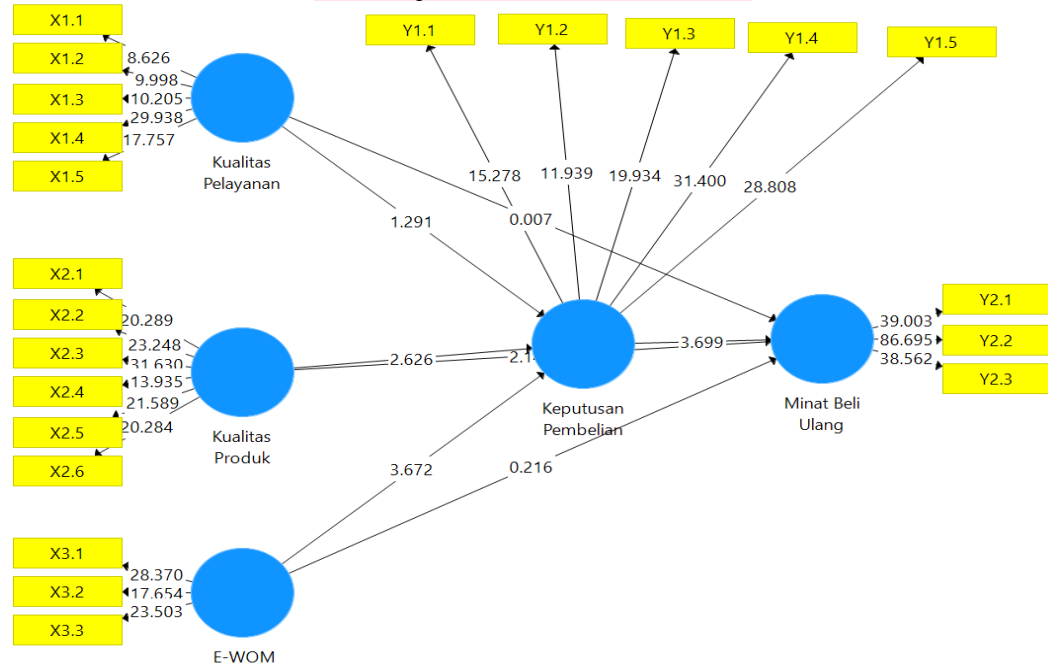 X1.1
X1.2
X1.3
X1.4
X1.5
8.626
9.998
10.205
29.938
17.757
Kualitas
Pelayanan
Y1.1
Y1.2
Y1.3
Y1.4
Y1.5
15.278
11.939
19.934
31.400
28.808
1.291
0.007
X2.1
X2.2
X2.3
X2.4
X2.5
X2.6
20.289
23.248
31.630
13.935
21.589
20.284
Kualitas
Produk
2.626
3.699
Keputusan
Pembelian
Minat Beli
Ulang
39.003
86.695
38.562
Y2.1
Y2.2
Y2.3
3.672
0.216
X3.1
X3.2
X3.3
28.370
17.654
23.503
E-WOM